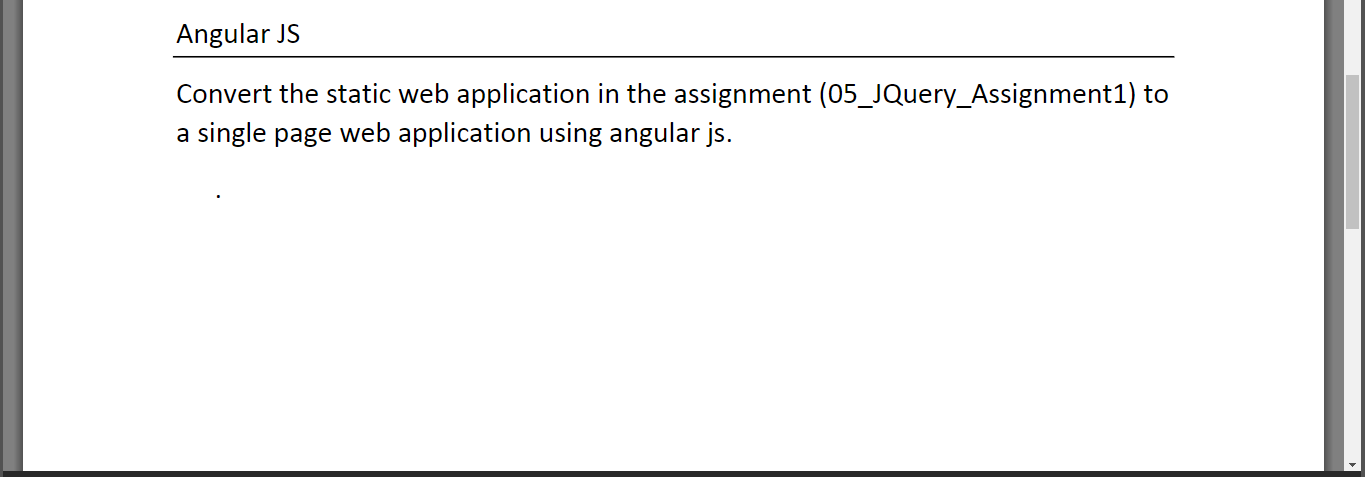 Angular JS
Convert the static web application in the assignment (05_JQuery_Assignment1) to
a single page web application using angular js.
.